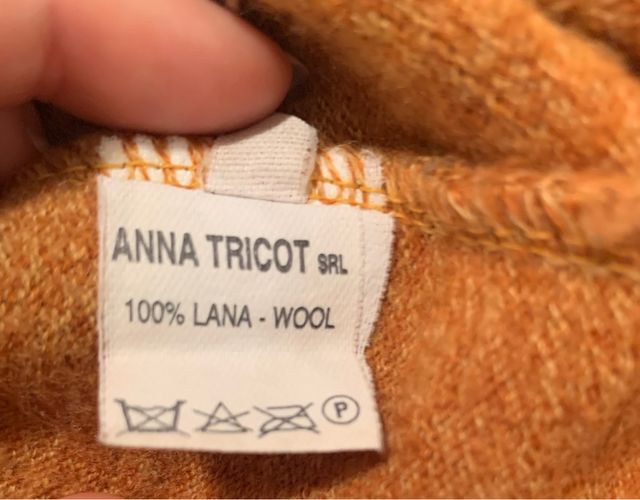 ANNA TRICOT SRL
100% LANA - WOOL
P